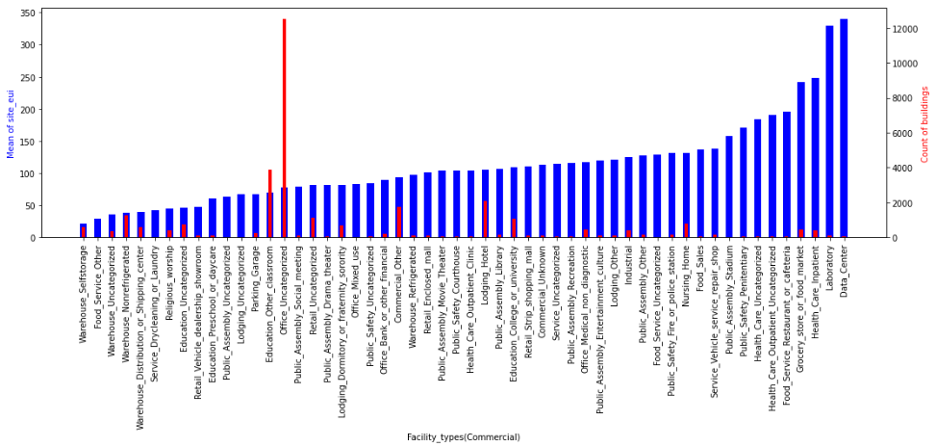 Mean of site_eui
350
300
250
200
150
100
50
0
12000
10000
8000
6000
4000
2000
0
Count of buildings
Warehouse_Selfstorage
Food_Service_Other
Warehouse_Uncategorized
Warehouse_Nonrefrigerated
Warehouse_Distribution_or_Shipping_center
Service_Drycleaning_or_Laundry
Religious_worship
Education_Uncategorized
Retail_Vehicle_dealership_showroom
Education_Preschool_or_daycare
Public_Assembly_Uncategorized
Lodging_Uncategorized
Parking_Garage
Education_Other_classroom
Office_Uncategorized
Public_Assembly_Social_meeting
Retail_Uncategorized
Public_Assembly_Drama_theater
Lodging_Dormitory_or_fraternity_sorority
Office_Mixed_use
Public_Safety_Uncategorized
Office_Bank_or_other_financial
Commercial_Other
Warehouse_Refrigerated
Retail_Enclosed_mall
Public_Assembly_Movie_Theater
Public_Safety_Courthouse
Health_Care_Outpatient_Clinic
Lodging_Hotel
Public_Assembly_Library
Education_College_or_university
Retail_Strip_shopping_mall
Commercial_Unknown
Service_Uncategorized
Public_Assembly_Recreation
Office_Medical_non_diagnostic
Public_Assembly_Entertainment_culture
Lodging_Other
Industrial
Public_Assembly_Other
Food_Service_Uncategorized
Public_Safety_Fire_or_police_station
Nursing_Home
Food_Sales
Service_Vehicle_service_repair_shop
Public_Assembly_Stadium
Public_Safety_Penitentiary
Health_Care_Uncategorized
Health_Care_Outpatient_Uncategorized
Food_Service_Restaurant_or_cafeteria
Grocery_store_or_food_market
Health_Care_Inpatient
Laboratory
Data_Center
Facility_types(Commercial)